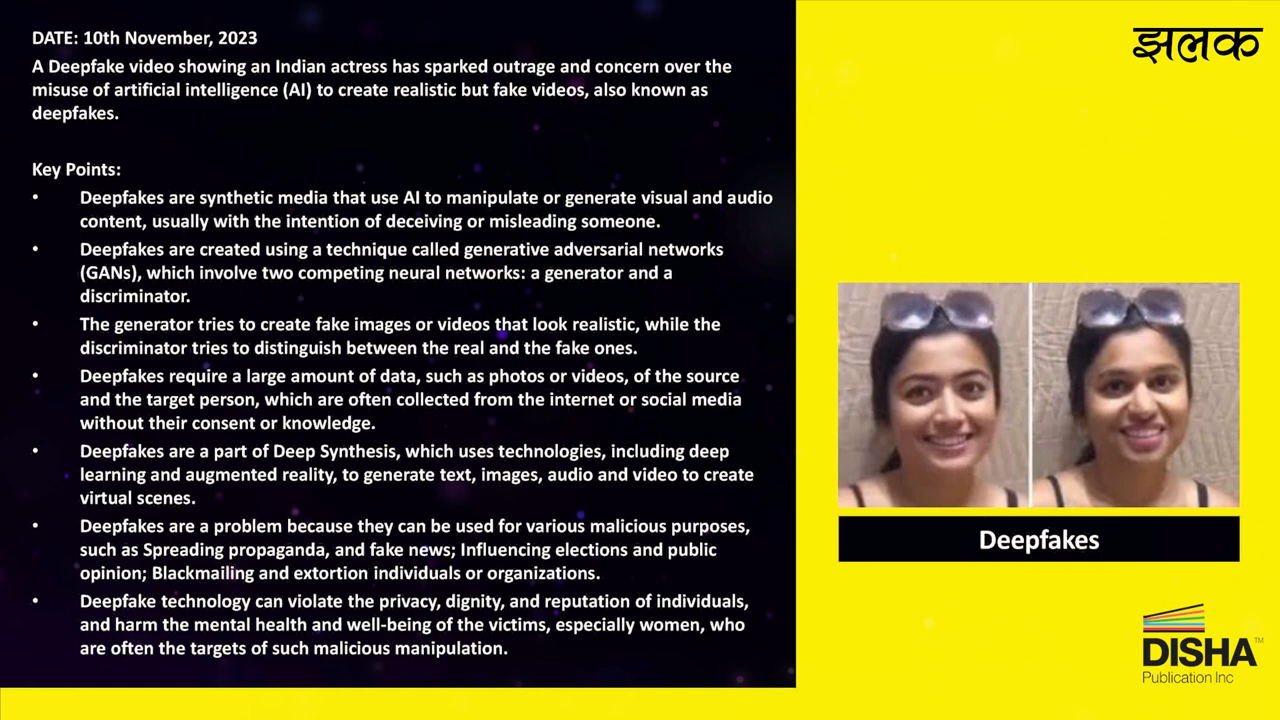 DATE: 10th November, 2023
A Deepfake video showing an Indian actress has sparked outrage and concern over the
misuse of artificial intelligence (AI) to create realistic but fake videos, also known as
deepfakes.
Key Points:
• Deepfakes are synthetic media that use AI to manipulate or generate visual and audio
content, usually with the intention of deceiving or misleading someone.
• Deepfakes are created using a technique called generative adversarial networks
(GANs), which involve two competing neural networks: a generator and a
discriminator.
• The generator tries to create fake images or videos that look realistic, while the
discriminator tries to distinguish between the real and the fake ones.
• Deepfakes require a large amount of data, such as photos or videos, of the source
and the target person, which are often collected from the internet or social media
without their consent or knowledge.
• Deepfakes are a part of Deep Synthesis, which uses technologies, including deep
learning and augmented reality, to generate text, images, audio and video to create
virtual scenes.
• Deepfakes are a problem because they can be used for various malicious purposes,
such as Spreading propaganda, and fake news; Influencing elections and public
opinion; Blackmailing and extortion individuals or organizations.
• Deepfake technology can violate the privacy, dignity, and reputation of individuals,
and harm the mental health and well-being of the victims, especially women, who
are often the targets of such malicious manipulation.
झलक
Deepfakes
DISHA™
Publication Inc